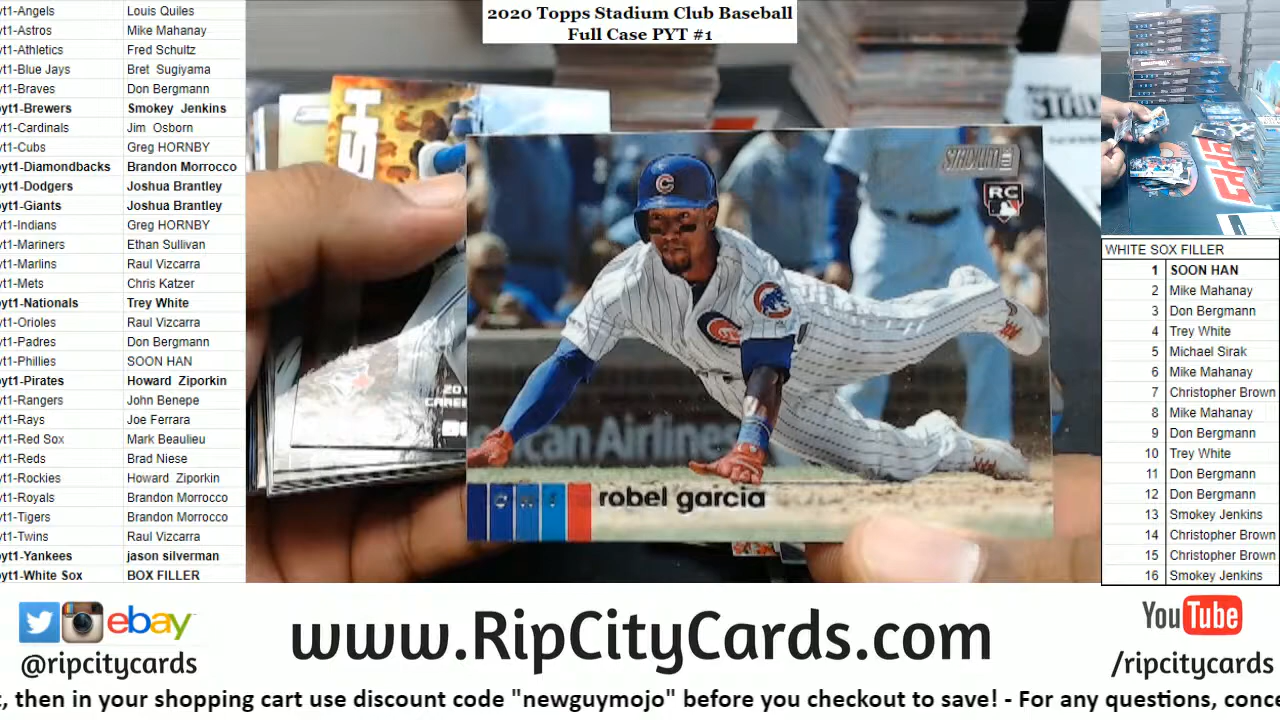 2020 Topps Stadium Club Baseball
Full Case PYT #1
yt1-Angels Louis Quiles
yt1-Astros Mike Mahanay
yt1-Athletics Fred Schultz
yt1-Blue Jays Bret Sugiyama
yt1-Braves Don Bergmann
yt1-Brewers Smokey Jenkins
yt1-Cardinals Jim Osborn
yt1-Cubs Greg HORNBY
yt1-Diamondbacks Brandon Morrocco
yt1-Dodgers Joshua Brantley
yt1-Giants Joshua Brantley
yt1-Indians Greg HORNBY
yt1-Mariners Ethan Sullivan
yt1-Marlins Raul Vizcarra
yt1-Mets Chris Katzer
yt1-Nationals Trey White
yt1-Orioles Raul Vizcarra
yt1-Padres Don Bergmann
yt1-Phillies SOON HAN
yt1-Pirates Howard Ziporkin
yt1-Rangers John Benepe
yt1-Rays Joe Ferrara
yt1-Red Sox Mark Beaulieu
yt1-Reds Brad Niese
yt1-Rockies Howard Ziporkin
yt1-Royals Brandon Morrocco
yt1-Tigers Brandon Morrocco
yt1-Twins Raul Vizcarra
yt1-Yankees jason silverman
yt1-White Sox BOX FILLER
STADIUM
RC
C
American Airlines
robel garcia
WHITE SOX FILLER
1 SOON HAN
2 Mike Mahanay
3 Don Bergmann
4 Trey White
5 Michael Sirak
6 Mike Mahanay
7 Christopher Brown
8 Mike Mahanay
9 Don Bergmann
10 Trey White
11 Don Bergmann
12 Don Bergmann
13 Smokey Jenkins
14 Christopher Brown
15 Christopher Brown
16 Smokey Jenkins
ebay
@ripcitycards
www.RipCityCards.com
YouTube
/ripcitycards
, then in your shopping cart use discount code "newguymojo" before you checkout to save! - For any questions, conce